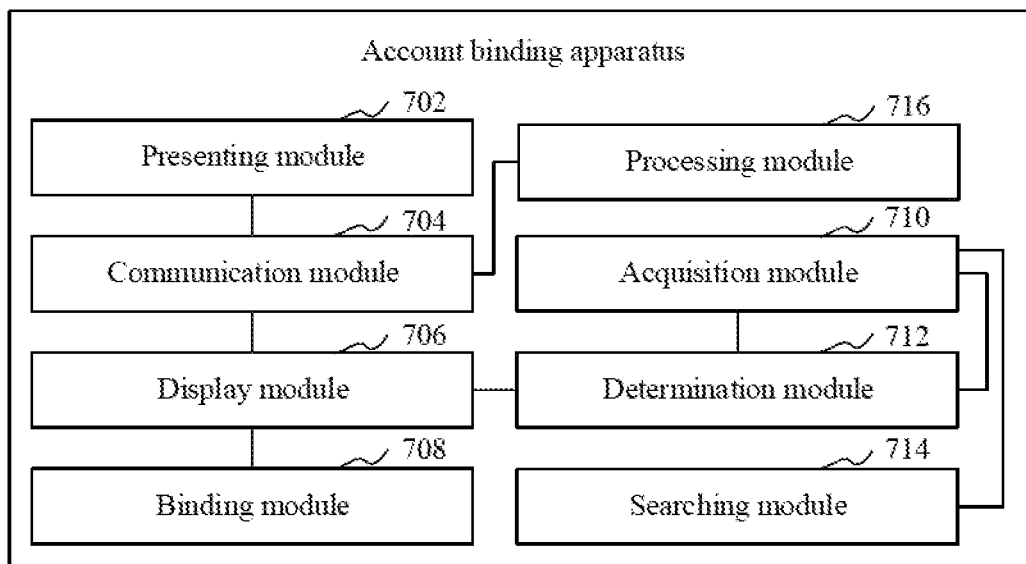 Account binding apparatus
702
Presenting module
704
Communication module
706
Display module
708
Binding module
716
Processing module
710
Acquisition module
712
Determination module
714
Searching module